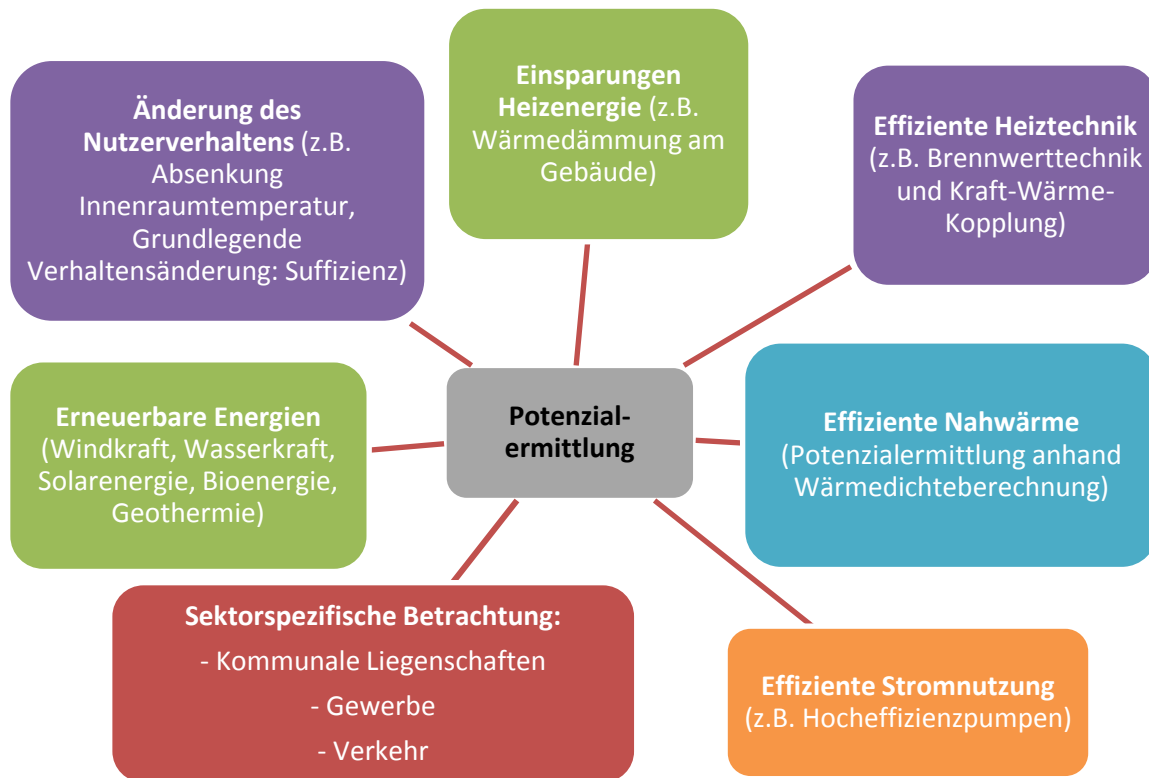 Änderung des
Nutzerverhaltens (z.B.
Absenkung
Innenraumtemperatur,
Grundlegende
Verhaltensänderung: Suffizienz)
Einsparungen
Heizenergie (z.B.
Wärmedämmung am
Gebäude)
Effiziente Heiztechnik
(z.B. Brennwerttechnik
und Kraft-Wärme-
Kopplung)
Erneuerbare Energien
(Windkraft, Wasserkraft,
Solarenergie, Bioenergie,
Geothermie)
Potenzial-
ermittlung
Effiziente Nahwärme
(Potenzialermittlung anhand
Wärmedichteberechnung)
Sektorspezifische Betrachtung:
- Kommunale Liegenschaften
- Gewerbe
- Verkehr
Effiziente Stromnutzung
(z.B. Hocheffizienzpumpen)